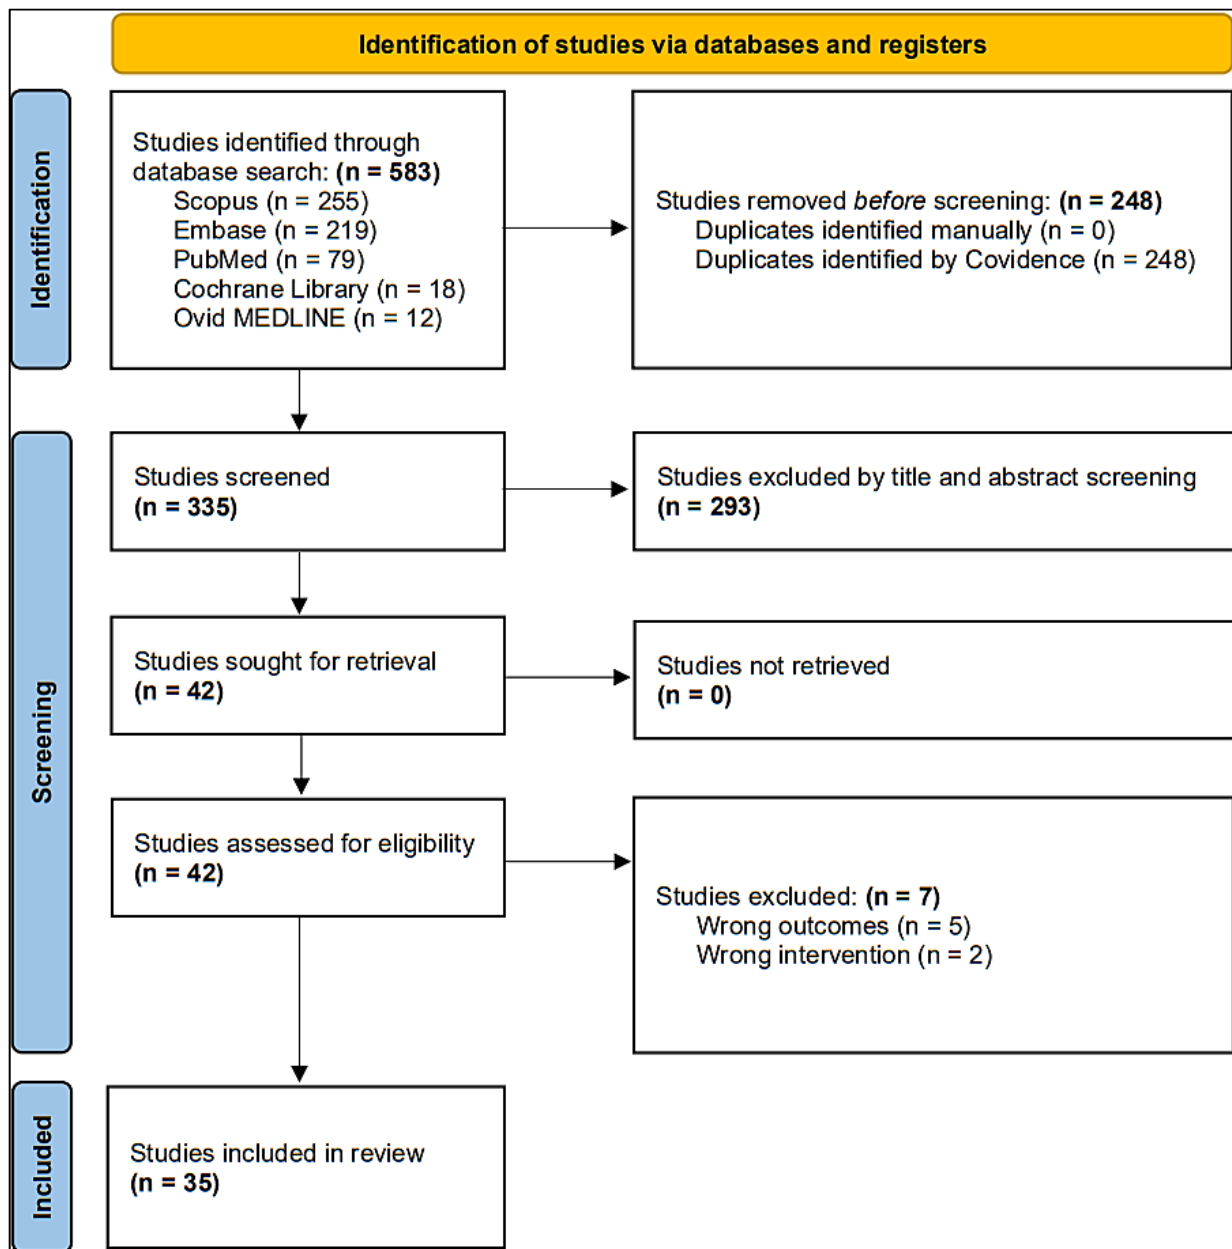 Identification of studies via databases and registers
Identification
Studies identified through
database search: (n = 583)
Scopus (n = 255)
Embase (n = 219)
PubMed (n = 79)
Cochrane Library (n = 18)
Ovid MEDLINE (n = 12)
Studies removed before screening: (n = 248)
Duplicates identified manually (n = 0)
Duplicates identified by Covidence (n = 248)
Screening
Studies screened
(n = 335)
Studies excluded by title and abstract screening
(n = 293)
Studies sought for retrieval
(n = 42)
Studies not retrieved
(n = 0)
Studies assessed for eligibility
(n = 42)
Studies excluded: (n = 7)
Wrong outcomes (n = 5)
Wrong intervention (n = 2)
Included
Studies included in review
(n = 35)